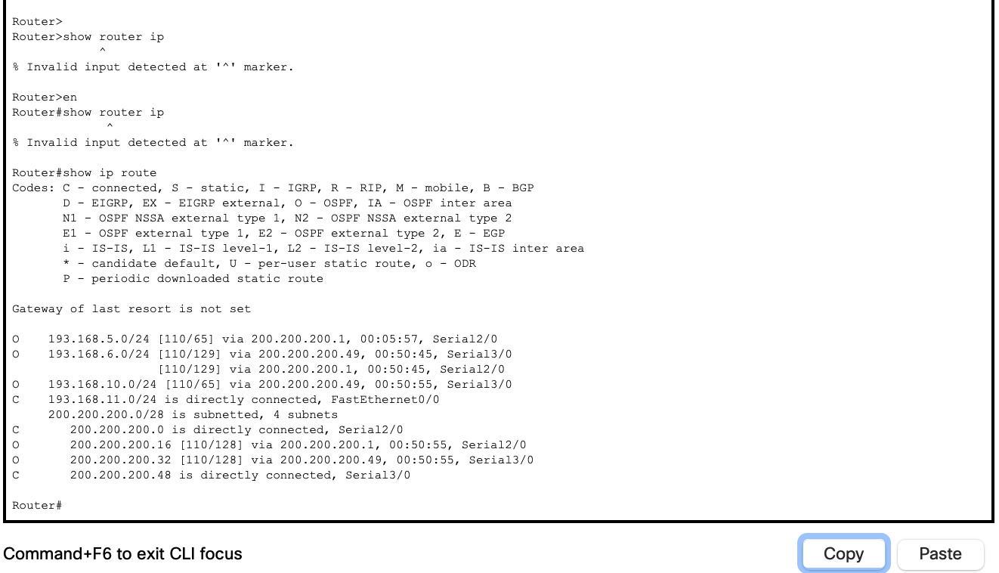 Router>
Router>show router ip
            ^
% Invalid input detected at '^' marker.
Router>en
Router#show router ip
             ^
% Invalid input detected at '^' marker.
Router#show ip route
Codes: C - connected, S - static, I - IGRP, R - RIP, M - mobile, B - BGP
       D - EIGRP, EX - EIGRP external, O - OSPF, IA - OSPF inter area
       N1 - OSPF NSSA external type 1, N2 - OSPF NSSA external type 2
       E1 - OSPF external type 1, E2 - OSPF external type 2, E - EGP
       i - IS-IS, L1 - IS-IS level-1, L2 - IS-IS level-2, ia - IS-IS inter area
       * - candidate default, U - per-user static route, o - ODR
       P - periodic downloaded static route
Gateway of last resort is not set
O    193.168.5.0/24 [110/65] via 200.200.200.1, 00:05:57, Serial2/0
O    193.168.6.0/24 [110/129] via 200.200.200.49, 00:50:45, Serial3/0
                    [110/129] via 200.200.200.1, 00:50:45, Serial2/0
O    193.168.10.0/24 [110/65] via 200.200.200.49, 00:50:55, Serial3/0
C    193.168.11.0/24 is directly connected, FastEthernet0/0
     200.200.200.0/28 is subnetted, 4 subnets
C       200.200.200.0 is directly connected, Serial2/0
O       200.200.200.16 [110/128] via 200.200.200.1, 00:50:55, Serial2/0
O       200.200.200.32 [110/128] via 200.200.200.49, 00:50:55, Serial3/0
C       200.200.200.48 is directly connected, Serial3/0
Router#
Command+F6 to exit CLI focus
Copy
Paste